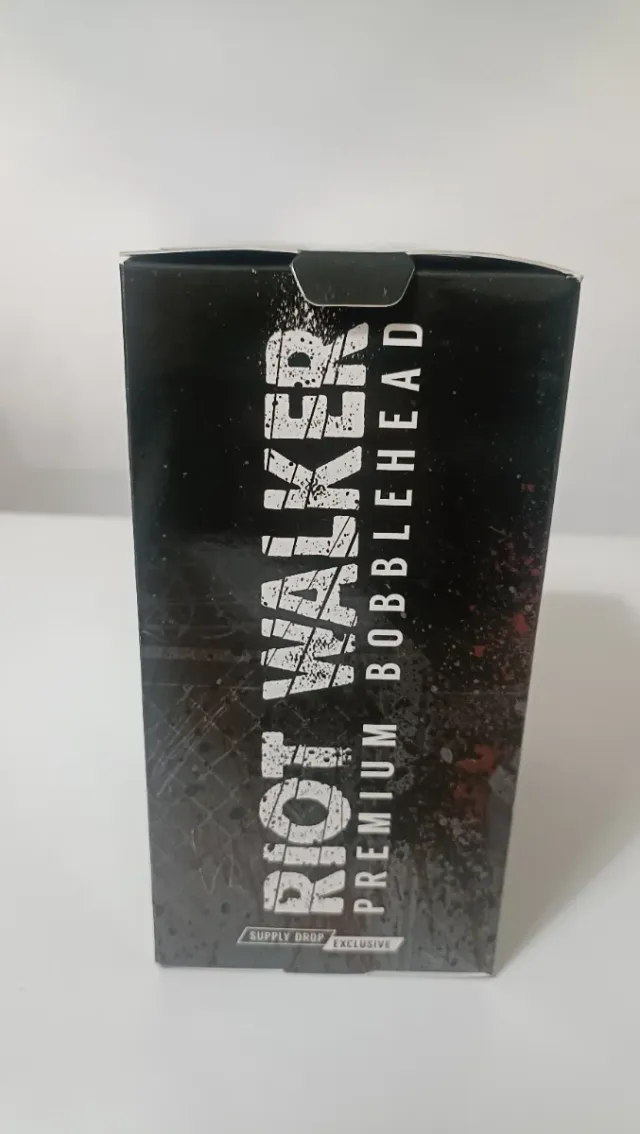 RIOT WALKER
PREMIUM BOBBLEHEAD
SUPPLY DROP
EXCLUSIVE